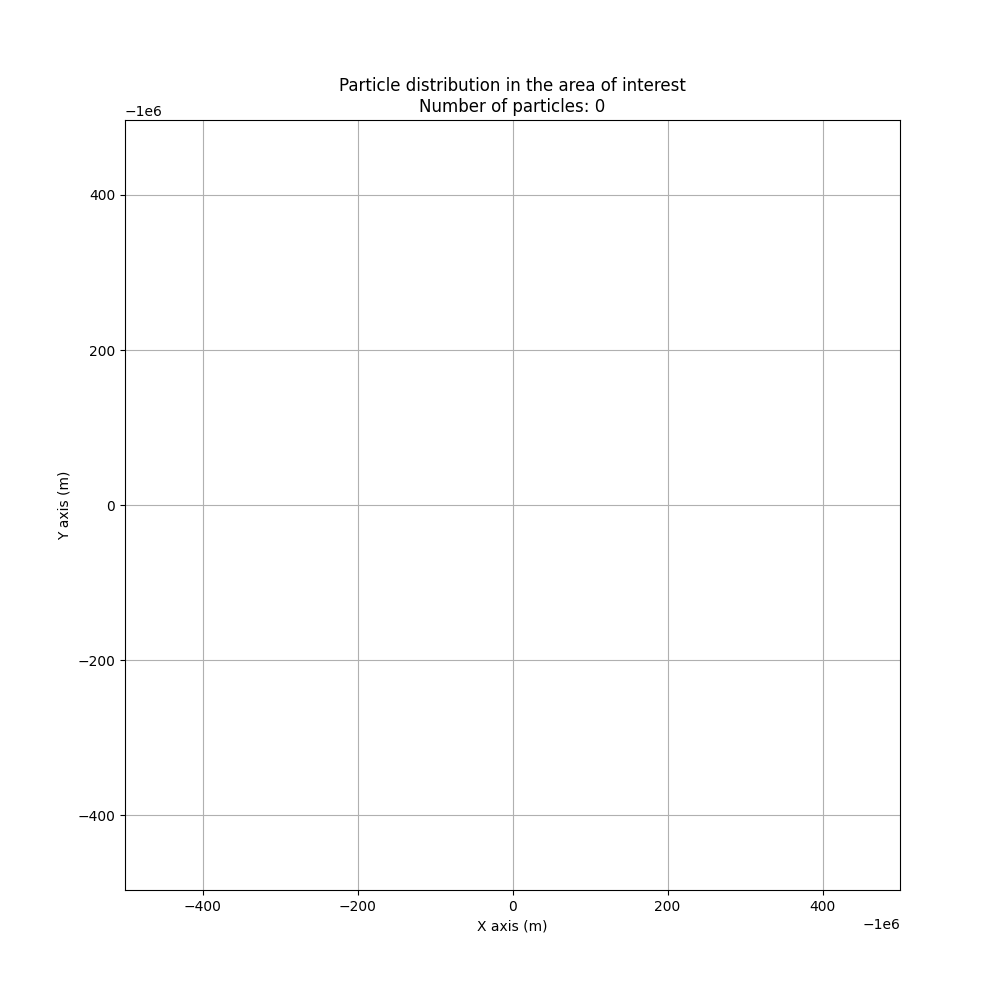 Particle distribution in the area of interest
Number of particles: 0
−1e6
400
200
0
−200
−400
Y axis (m)
−400 −200 0 200 400
X axis (m)
−1e6